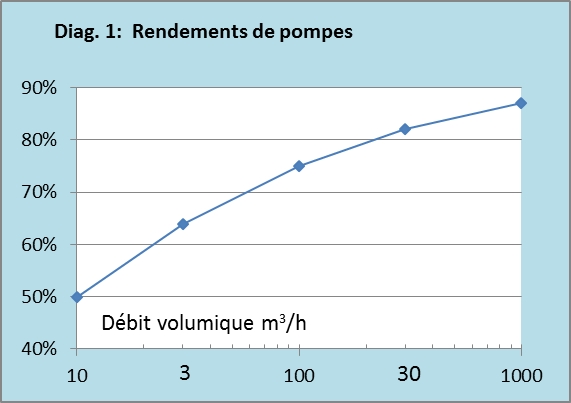 Diag. 1: Rendements de pompes
90%
80%
70%
60%
50%
40%
Débit volumique m³/h
10 3 100 30 1000